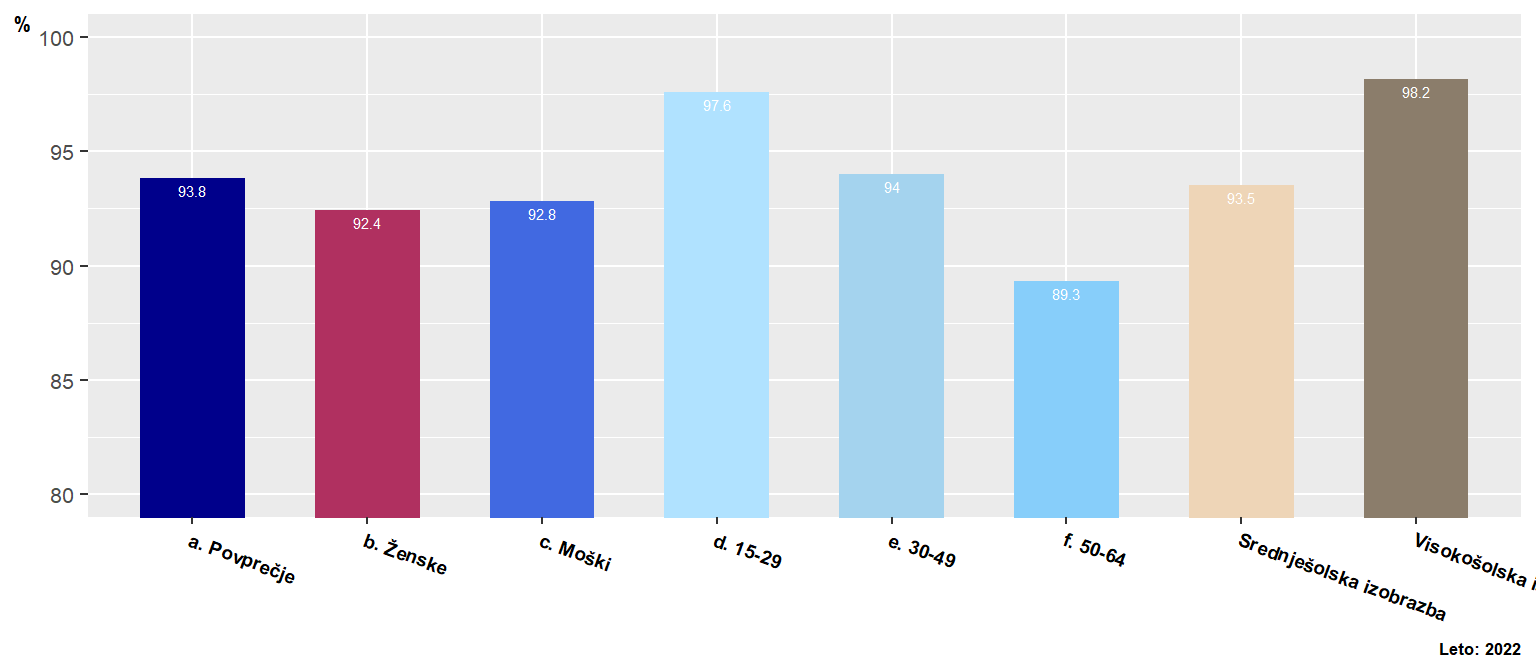 %
100
95
90
85
80
93.8
92.4
92.8
97.6
94
89.3
93.5
98.2
a. Povprečje
b. Ženske
c. Moški
d. 15-29
e. 30-49
f. 50-64
Srednješolska izobrazba
Visokošolska
Leto: 2022